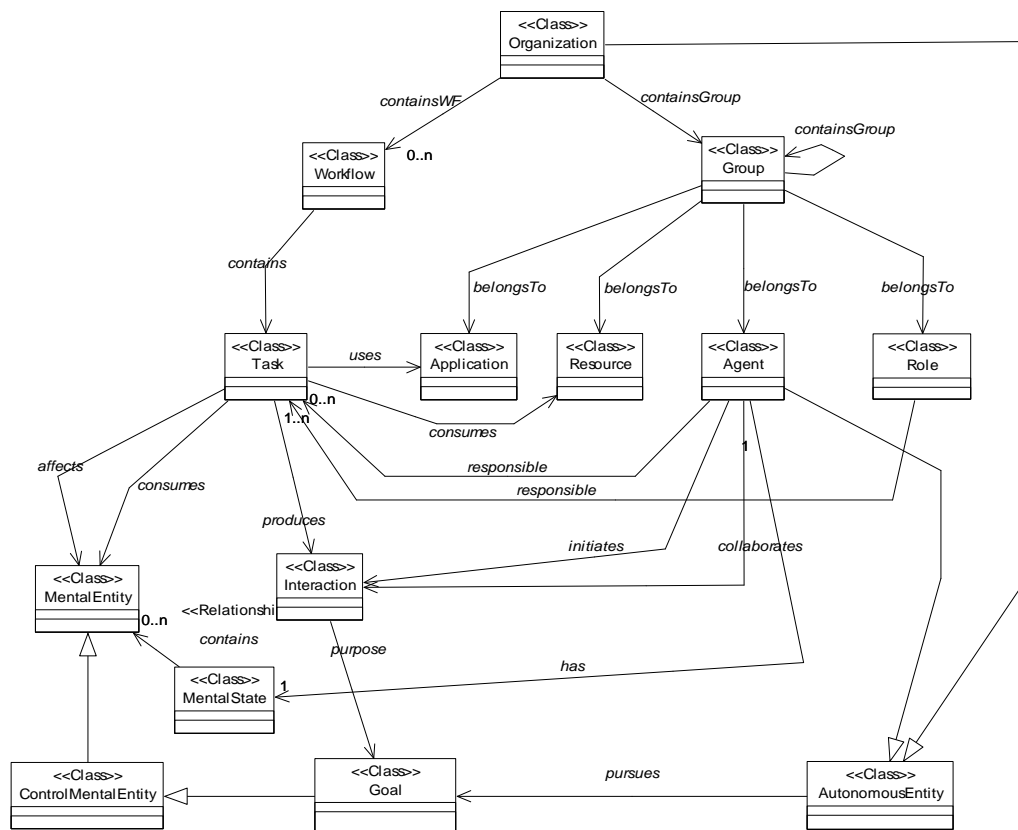 <<Class>>
Organization
containsWF
containsGroup
containsGroup
<<Class>>
Workflow
0..n
<<Class>>
Group
contains
belongsTo
belongsTo
belongsTo
belongsTo
<<Class>>
Task
uses
<<Class>>
Application
<<Class>>
Resource
<<Class>>
Agent
<<Class>>
Role
0..n
1..n
consumes
1
affects
consumes
responsible
responsible
produces
initiates
collaborates
<<Class>>
MentalEntity
0..n
<<Class>>
Interaction
<<Relationshi
contains
purpose
has
<<Class>>
MentalState
1
<<Class>>
ControlMentalEntity
<<Class>>
Goal
pursues
<<Class>>
AutonomousEntity